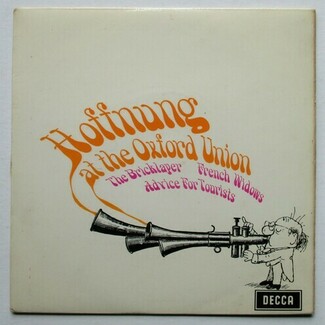 Hoffnung
at the Oxford Union
The Bricklayer French Widows
Advice For Tourists
DECCA